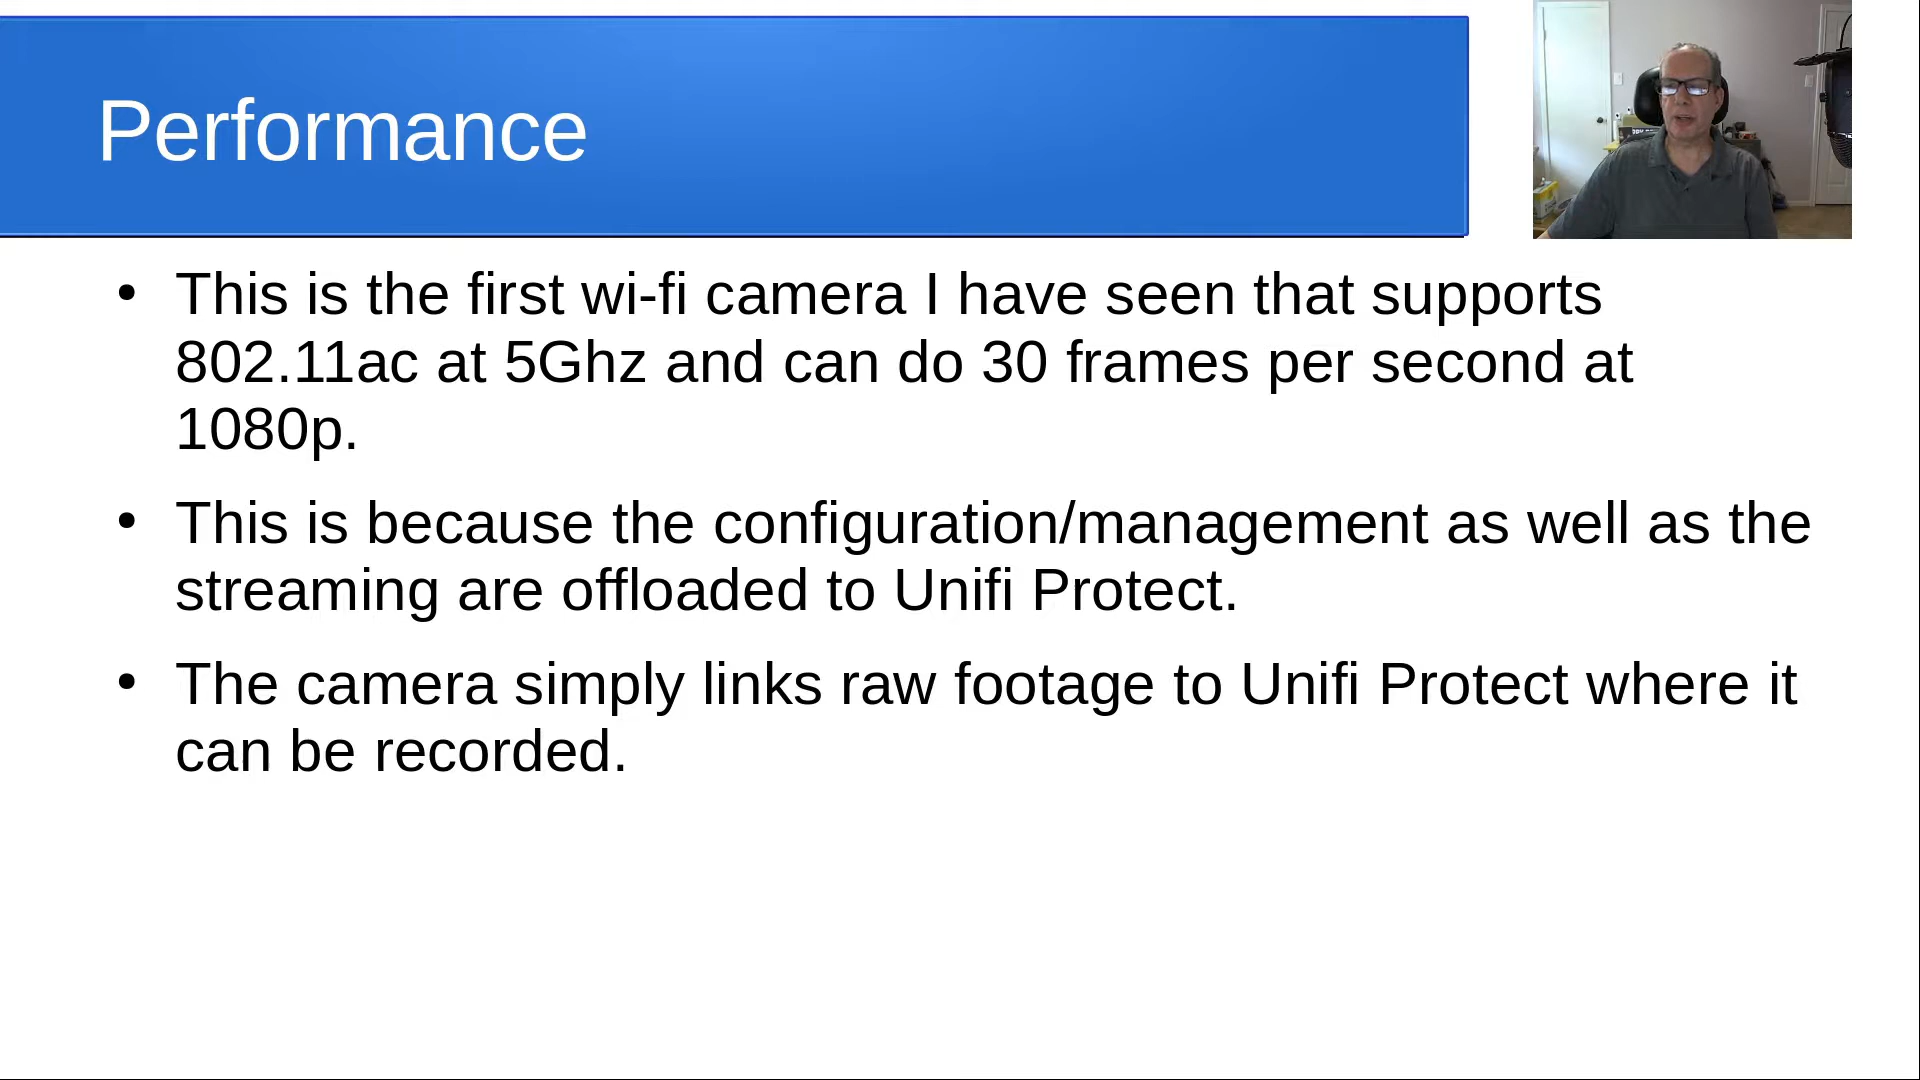 Performance
• This is the first wi-fi camera I have seen that supports
802.11ac at 5Ghz and can do 30 frames per second at
1080p.
• This is because the configuration/management as well as the
streaming are offloaded to Unifi Protect.
• The camera simply links raw footage to Unifi Protect where it
can be recorded.